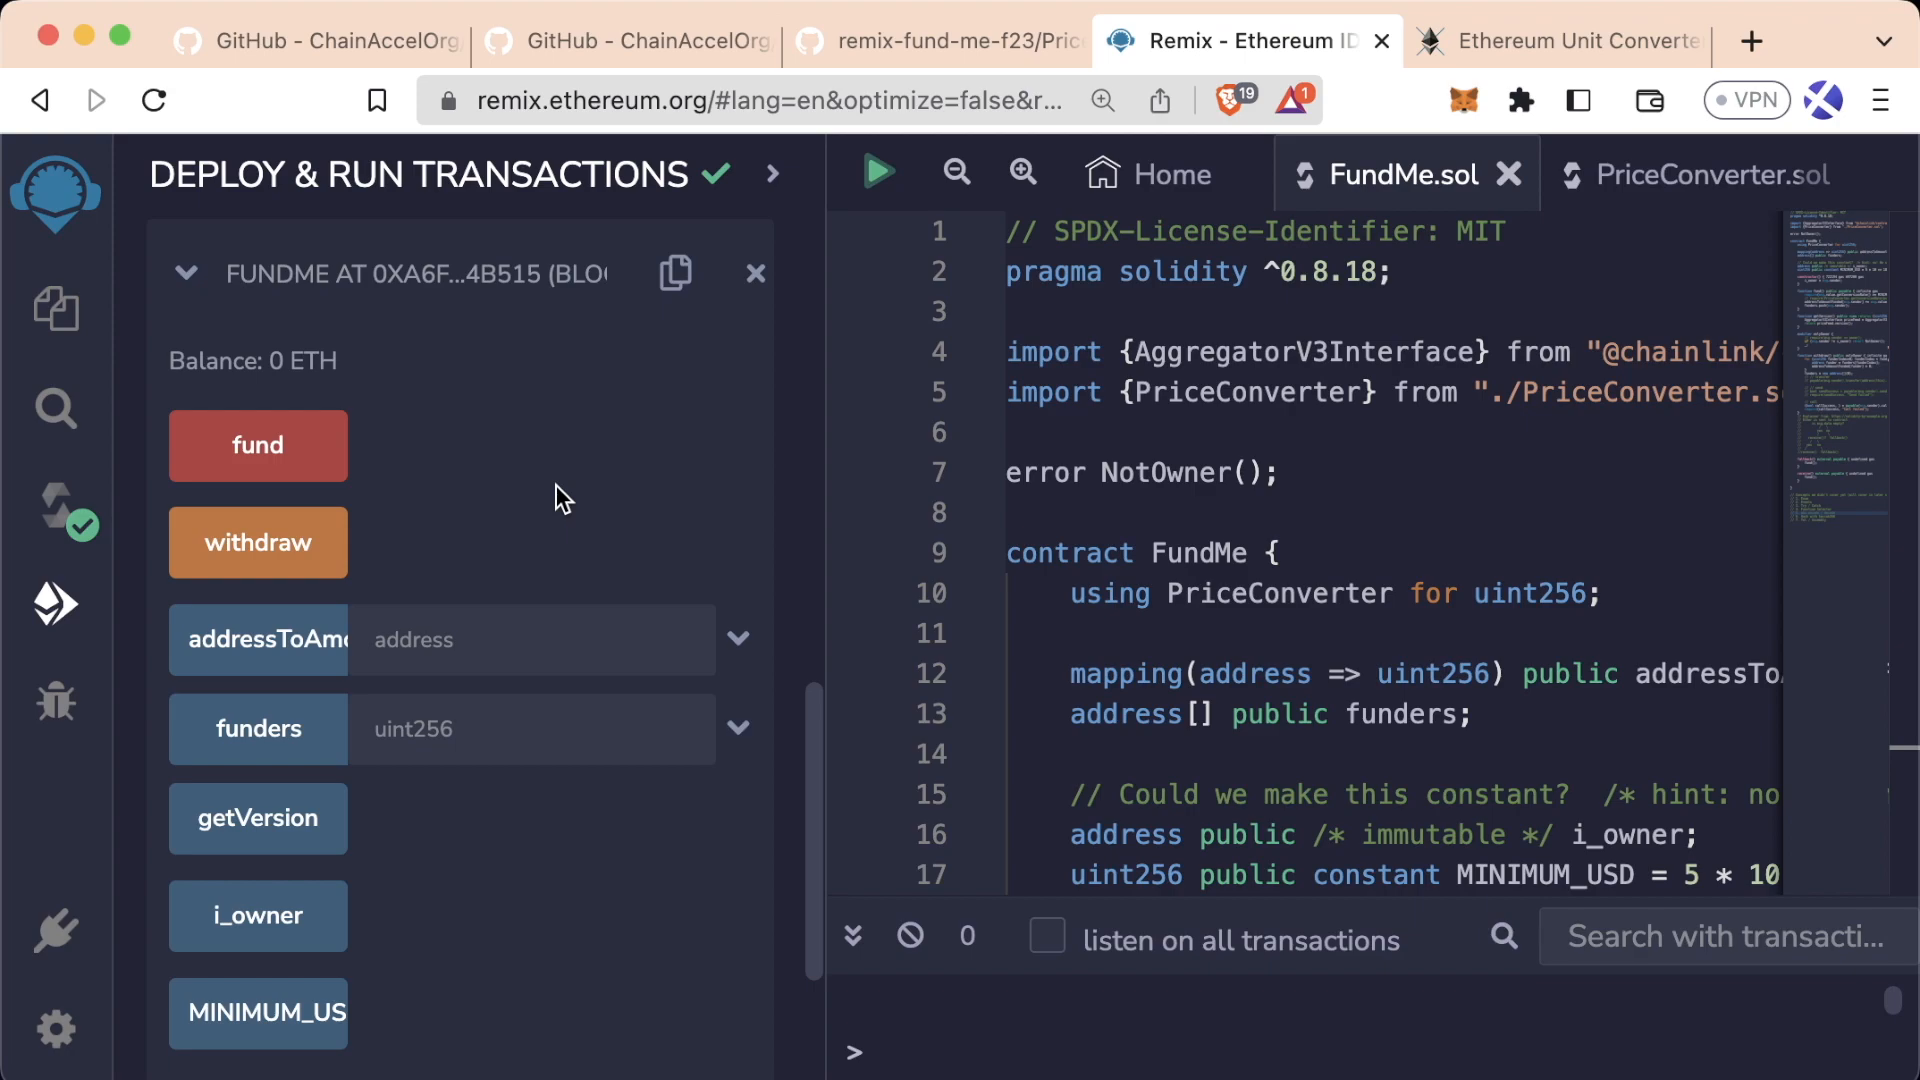 GitHub - ChainAccelOrg
GitHub - ChainAccelOrg
remix-fund-me-f23/Pric
Remix - Ethereum ID
Ethereum Unit Converte
remix.ethereum.org/#lang=en&optimize=false&r...
19
1
VPN
DEPLOY & RUN TRANSACTIONS
Home
FundMe.sol
PriceConverter.sol
FUNDME AT 0XA6F...4B515 (BLOC
Balance: 0 ETH
fund
withdraw
addressToAmo
address
funders
uint256
getVersion
i_owner
MINIMUM_US
1 // SPDX-License-Identifier: MIT
2 pragma solidity ^0.8.18;
3
4 import {AggregatorV3Interface} from "@chainlink/
5 import {PriceConverter} from "./PriceConverter.s
6
7 error NotOwner();
8
9 contract FundMe {
10 using PriceConverter for uint256;
11
12 mapping(address => uint256) public addressTo
13 address[] public funders;
14
15 // Could we make this constant? /* hint: no
16 address public /* immutable */ i_owner;
17 uint256 public constant MINIMUM_USD = 5 * 10
0
listen on all transactions
Search with transacti...
>